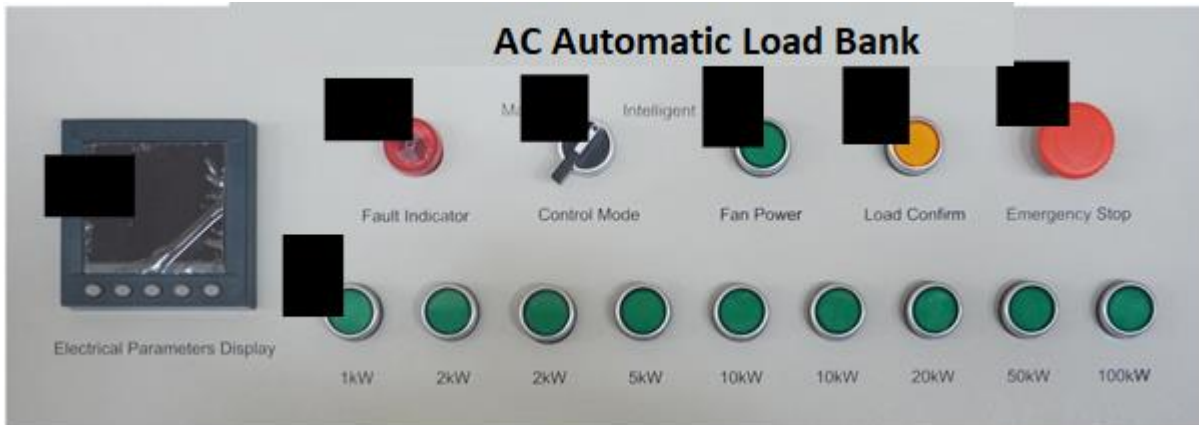 AC Automatic Load Bank
Intelligent
Fault Indicator
Control Mode
Fan Power
Load Confirm
Emergency Stop
Electrical Parameters Display
1kW
2kW
2kW
5kW
10kW
10kW
20kW
50kW
100kW